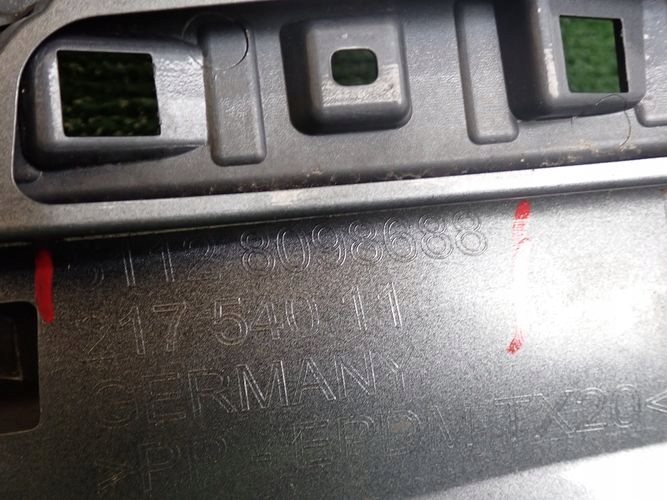 5112 8098688
217 540 11
GERMANY
>PP-EPDM-TX20<